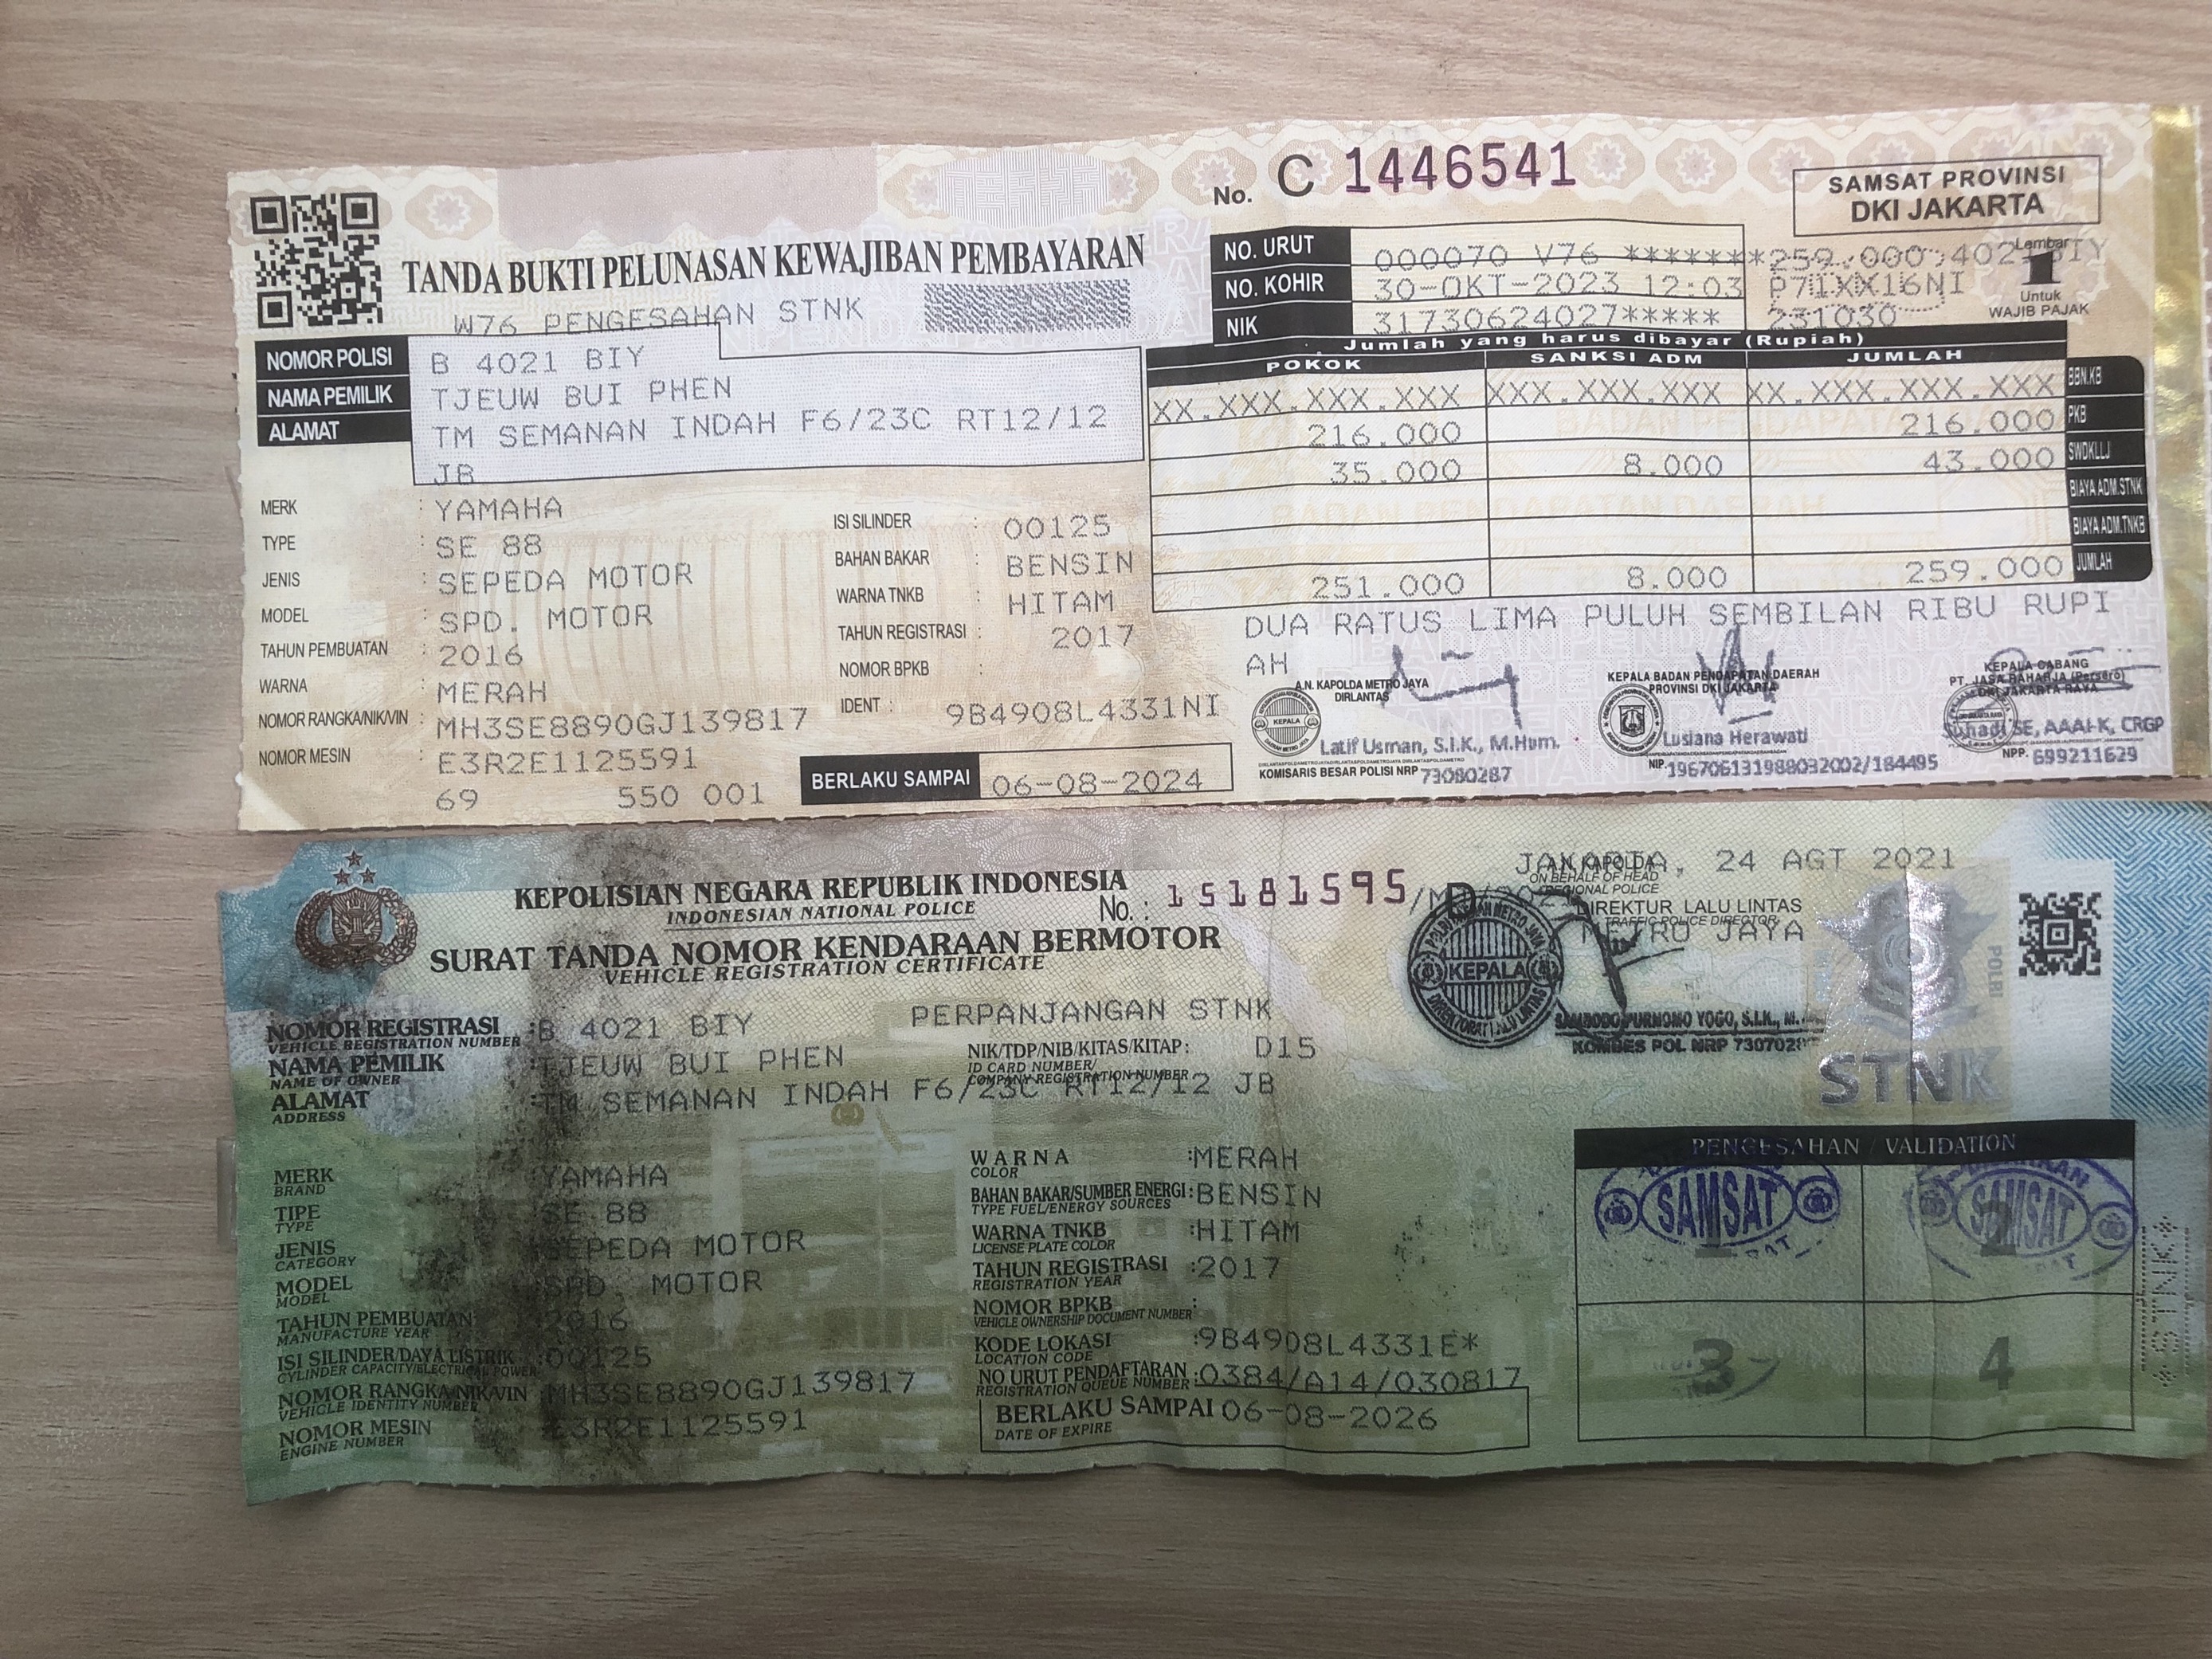 No. C 1446541
SAMSAT PROVINSI
DKI JAKARTA
Lembar
1
Untuk
WAJIB PAJAK
TANDA BUKTI PELUNASAN KEWAJIBAN PEMBAYARAN
W76 PENGESAHAN STNK
NO. URUT 000070 V76 *******259.000 4021 BIY
NO. KOHIR 30-OKT-2023 12:03 P71XX16NI
NIK 31730624027***** 231030
NOMOR POLISI B 4021 BIY
NAMA PEMILIK TJEUW BUI PHEN
ALAMAT TM SEMANAN INDAH F6/23C RT12/12
JB
MERK : YAMAHA
TYPE : SE 88
JENIS : SEPEDA MOTOR
MODEL : SPD. MOTOR
TAHUN PEMBUATAN : 2016
WARNA : MERAH
NOMOR RANGKA/NIK/VIN : MH3SE8890GJ139817
NOMOR MESIN : E3R2E1125591
69 550 001
ISI SILINDER : 00125
BAHAN BAKAR : BENSIN
WARNA TNKB : HITAM
TAHUN REGISTRASI : 2017
NOMOR BPKB :
IDENT : 9B4908L4331NI
BERLAKU SAMPAI 06-08-2024
Jumlah yang harus dibayar (Rupiah)
POKOK SANKSI ADM JUMLAH
XX.XXX.XXX.XXX XXX.XXX.XXX XX.XXX.XXX.XXX BBN.KB
216.000 216.000 PKB
35.000 8.000 43.000 SWDKLLJ
BIAYA ADM.STNK
BIAYA ADM.TNKB
251.000 8.000 259.000 JUMLAH
DUA RATUS LIMA PULUH SEMBILAN RIBU RUPI
AH
A.N. KAPOLDA METRO JAYA
DIRLANTAS
KEPALA
Latif Usman, S.I.K., M.Hum.
KOMISARIS BESAR POLISI NRP 73080287
KEPALA BADAN PENDAPATAN DAERAH
PROVINSI DKI JAKARTA
Lusiana Herawati
NIP. 196706131988032002/184495
KEPALA CABANG
PT. JASA RAHARJA (Persero)
DKI JAKARTA RAYA
Suhadi SE, AAAI-K, CRGP
NPP. 699211629
KEPOLISIAN NEGARA REPUBLIK INDONESIA
INDONESIAN NATIONAL POLICE
No. : 15181595
SURAT TANDA NOMOR KENDARAAN BERMOTOR
VEHICLE REGISTRATION CERTIFICATE
JAKARTA, 24 AGT 2021
A.N. KAPOLDA
ON BEHALF OF HEAD
REGIONAL POLICE
DIREKTUR LALU LINTAS
TRAFFIC POLICE DIRECTOR
METRO JAYA
KEPALA
DIREKTORAT LALU LINTAS
SAMBODO PURNOMO YOGO, S.I.K.,
KOMBES POL NRP
POLRI
STNK
PERPANJANGAN STNK
NOMOR REGISTRASI : B 4021 BIY
VEHICLE REGISTRATION NUMBER
NAMA PEMILIK : TJEUW BUI PHEN
NAME OF OWNER
ALAMAT : TM SEMANAN INDAH F6/23C RT12/12 JB
ADDRESS
NIK/TDP/NIB/KITAS/KITAP : D15
ID CARD NUMBER/
COMPANY REGISTRATION NUMBER
MERK : YAMAHA
BRAND
TIPE : SE 88
TYPE
JENIS : SEPEDA MOTOR
CATEGORY
MODEL : SPD. MOTOR
MODEL
TAHUN PEMBUATAN : 2016
MANUFACTURE YEAR
ISI SILINDER/DAYA LISTRIK : 00125
CYLINDER CAPACITY/ELECTRICAL POWER
NOMOR RANGKA/NIK/VIN : MH3SE8890GJ139817
VEHICLE IDENTITY NUMBER
NOMOR MESIN : E3R2E1125591
ENGINE NUMBER
WARNA : MERAH
COLOR
BAHAN BAKAR/SUMBER ENERGI : BENSIN
TYPE FUEL/ENERGY SOURCES
WARNA TNKB : HITAM
LICENSE PLATE COLOR
TAHUN REGISTRASI : 2017
REGISTRATION YEAR
NOMOR BPKB :
VEHICLE OWNERSHIP DOCUMENT NUMBER
KODE LOKASI : 9B4908L4331E*
LOCATION CODE
NO URUT PENDAFTARAN : 0384/A14/030817
REGISTRATION QUEUE NUMBER
BERLAKU SAMPAI 06-08-2026
DATE OF EXPIRE
PENGESAHAN / VALIDATION
SAMSAT
SAMSAT
3
4
*STNK*